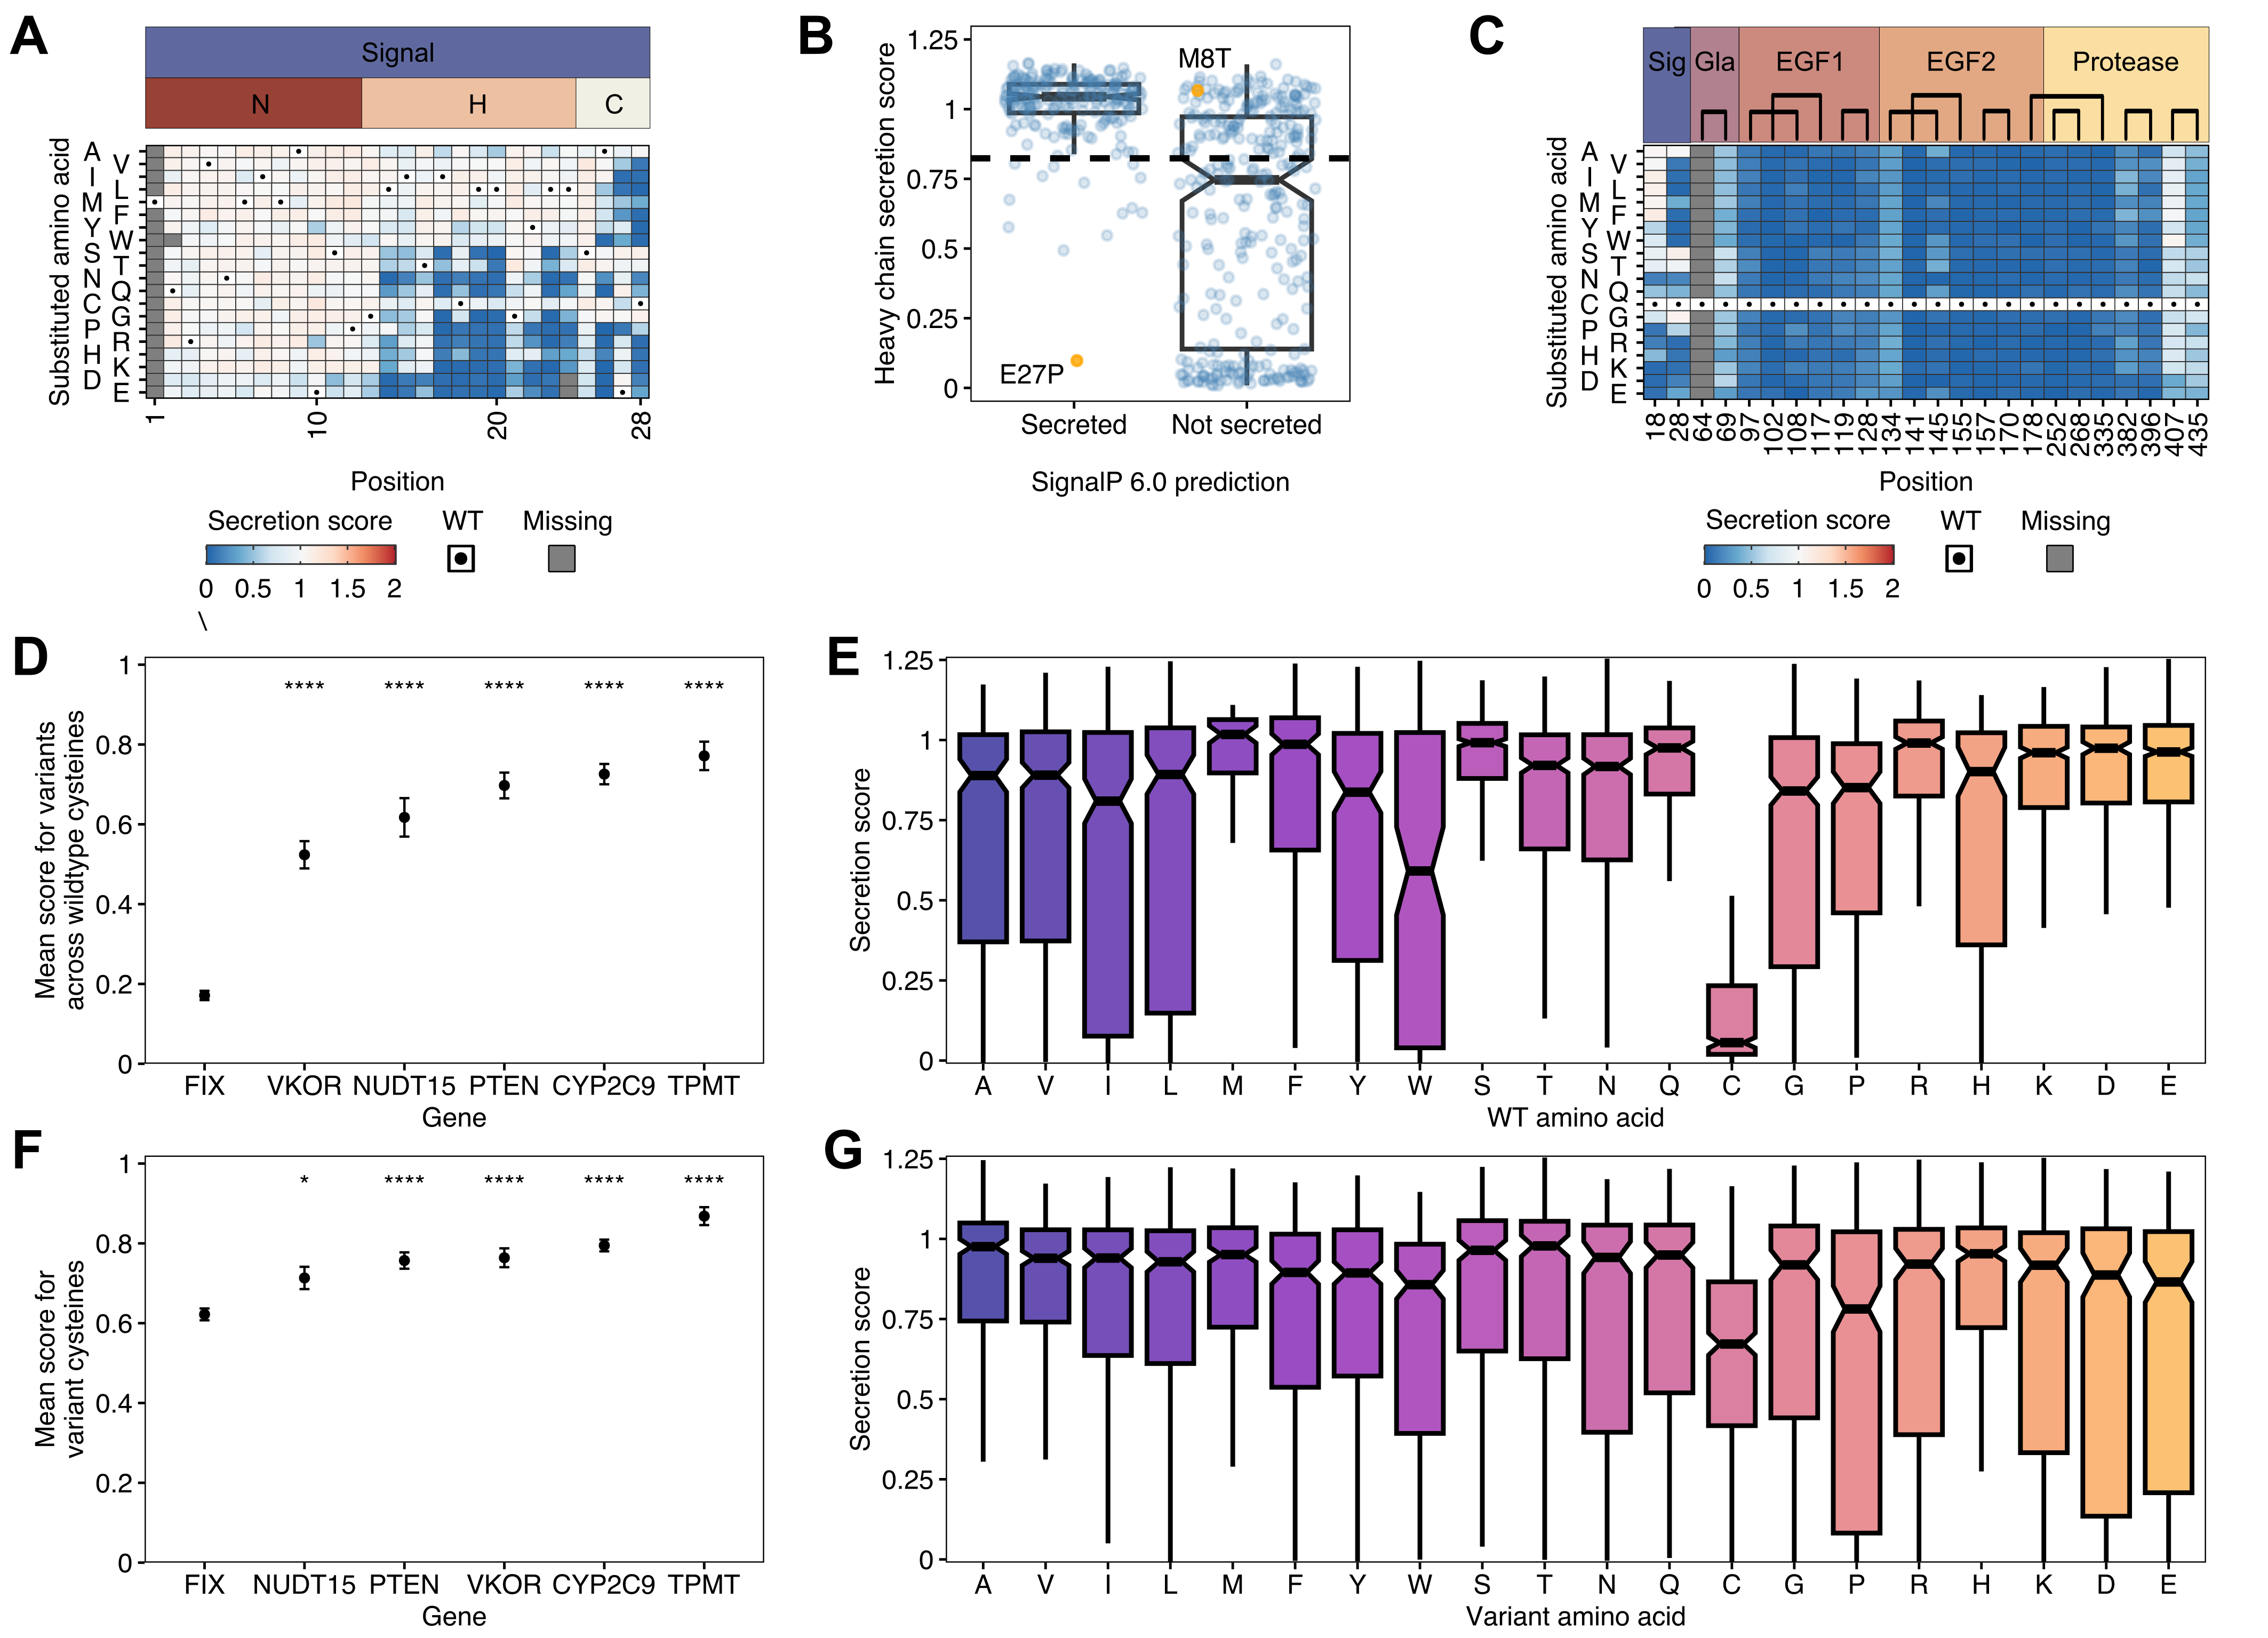 A
Signal
N H C
Substituted amino acid
A
V
I
L
M
F
Y
W
S
T
N
Q
C
G
P
R
H
K
D
E
1 10 20 28
Position
Secretion score WT Missing
0 0.5 1 1.5 2
\
B
Heavy chain secretion score
1.25
1
0.75
0.5
0.25
0
M8T
E27P
Secreted Not secreted
SignalP 6.0 prediction
C
Sig Gla EGF1 EGF2 Protease
Substituted amino acid
A
V
I
L
M
F
Y
W
S
T
N
Q
C
G
P
R
H
K
D
E
18 28 64 69 97 102 108 117 119 128 134 141 145 155 157 170 178 252 268 335 382 396 407 435
Position
Secretion score WT Missing
0 0.5 1 1.5 2
D
Mean score for variants
across wildtype cysteines
1
0.8
0.6
0.4
0.2
0
**** **** **** **** ****
FIX VKOR NUDT15 PTEN CYP2C9 TPMT
Gene
E
Secretion score
1.25
1
0.75
0.5
0.25
0
A V I L M F Y W S T N Q C G P R H K D E
WT amino acid
F
Mean score for
variant cysteines
1
0.8
0.6
0.4
0.2
0
* **** **** **** ****
FIX NUDT15 PTEN VKOR CYP2C9 TPMT
Gene
G
Secretion score
1.25
1
0.75
0.5
0.25
0
A V I L M F Y W S T N Q C G P R H K D E
Variant amino acid